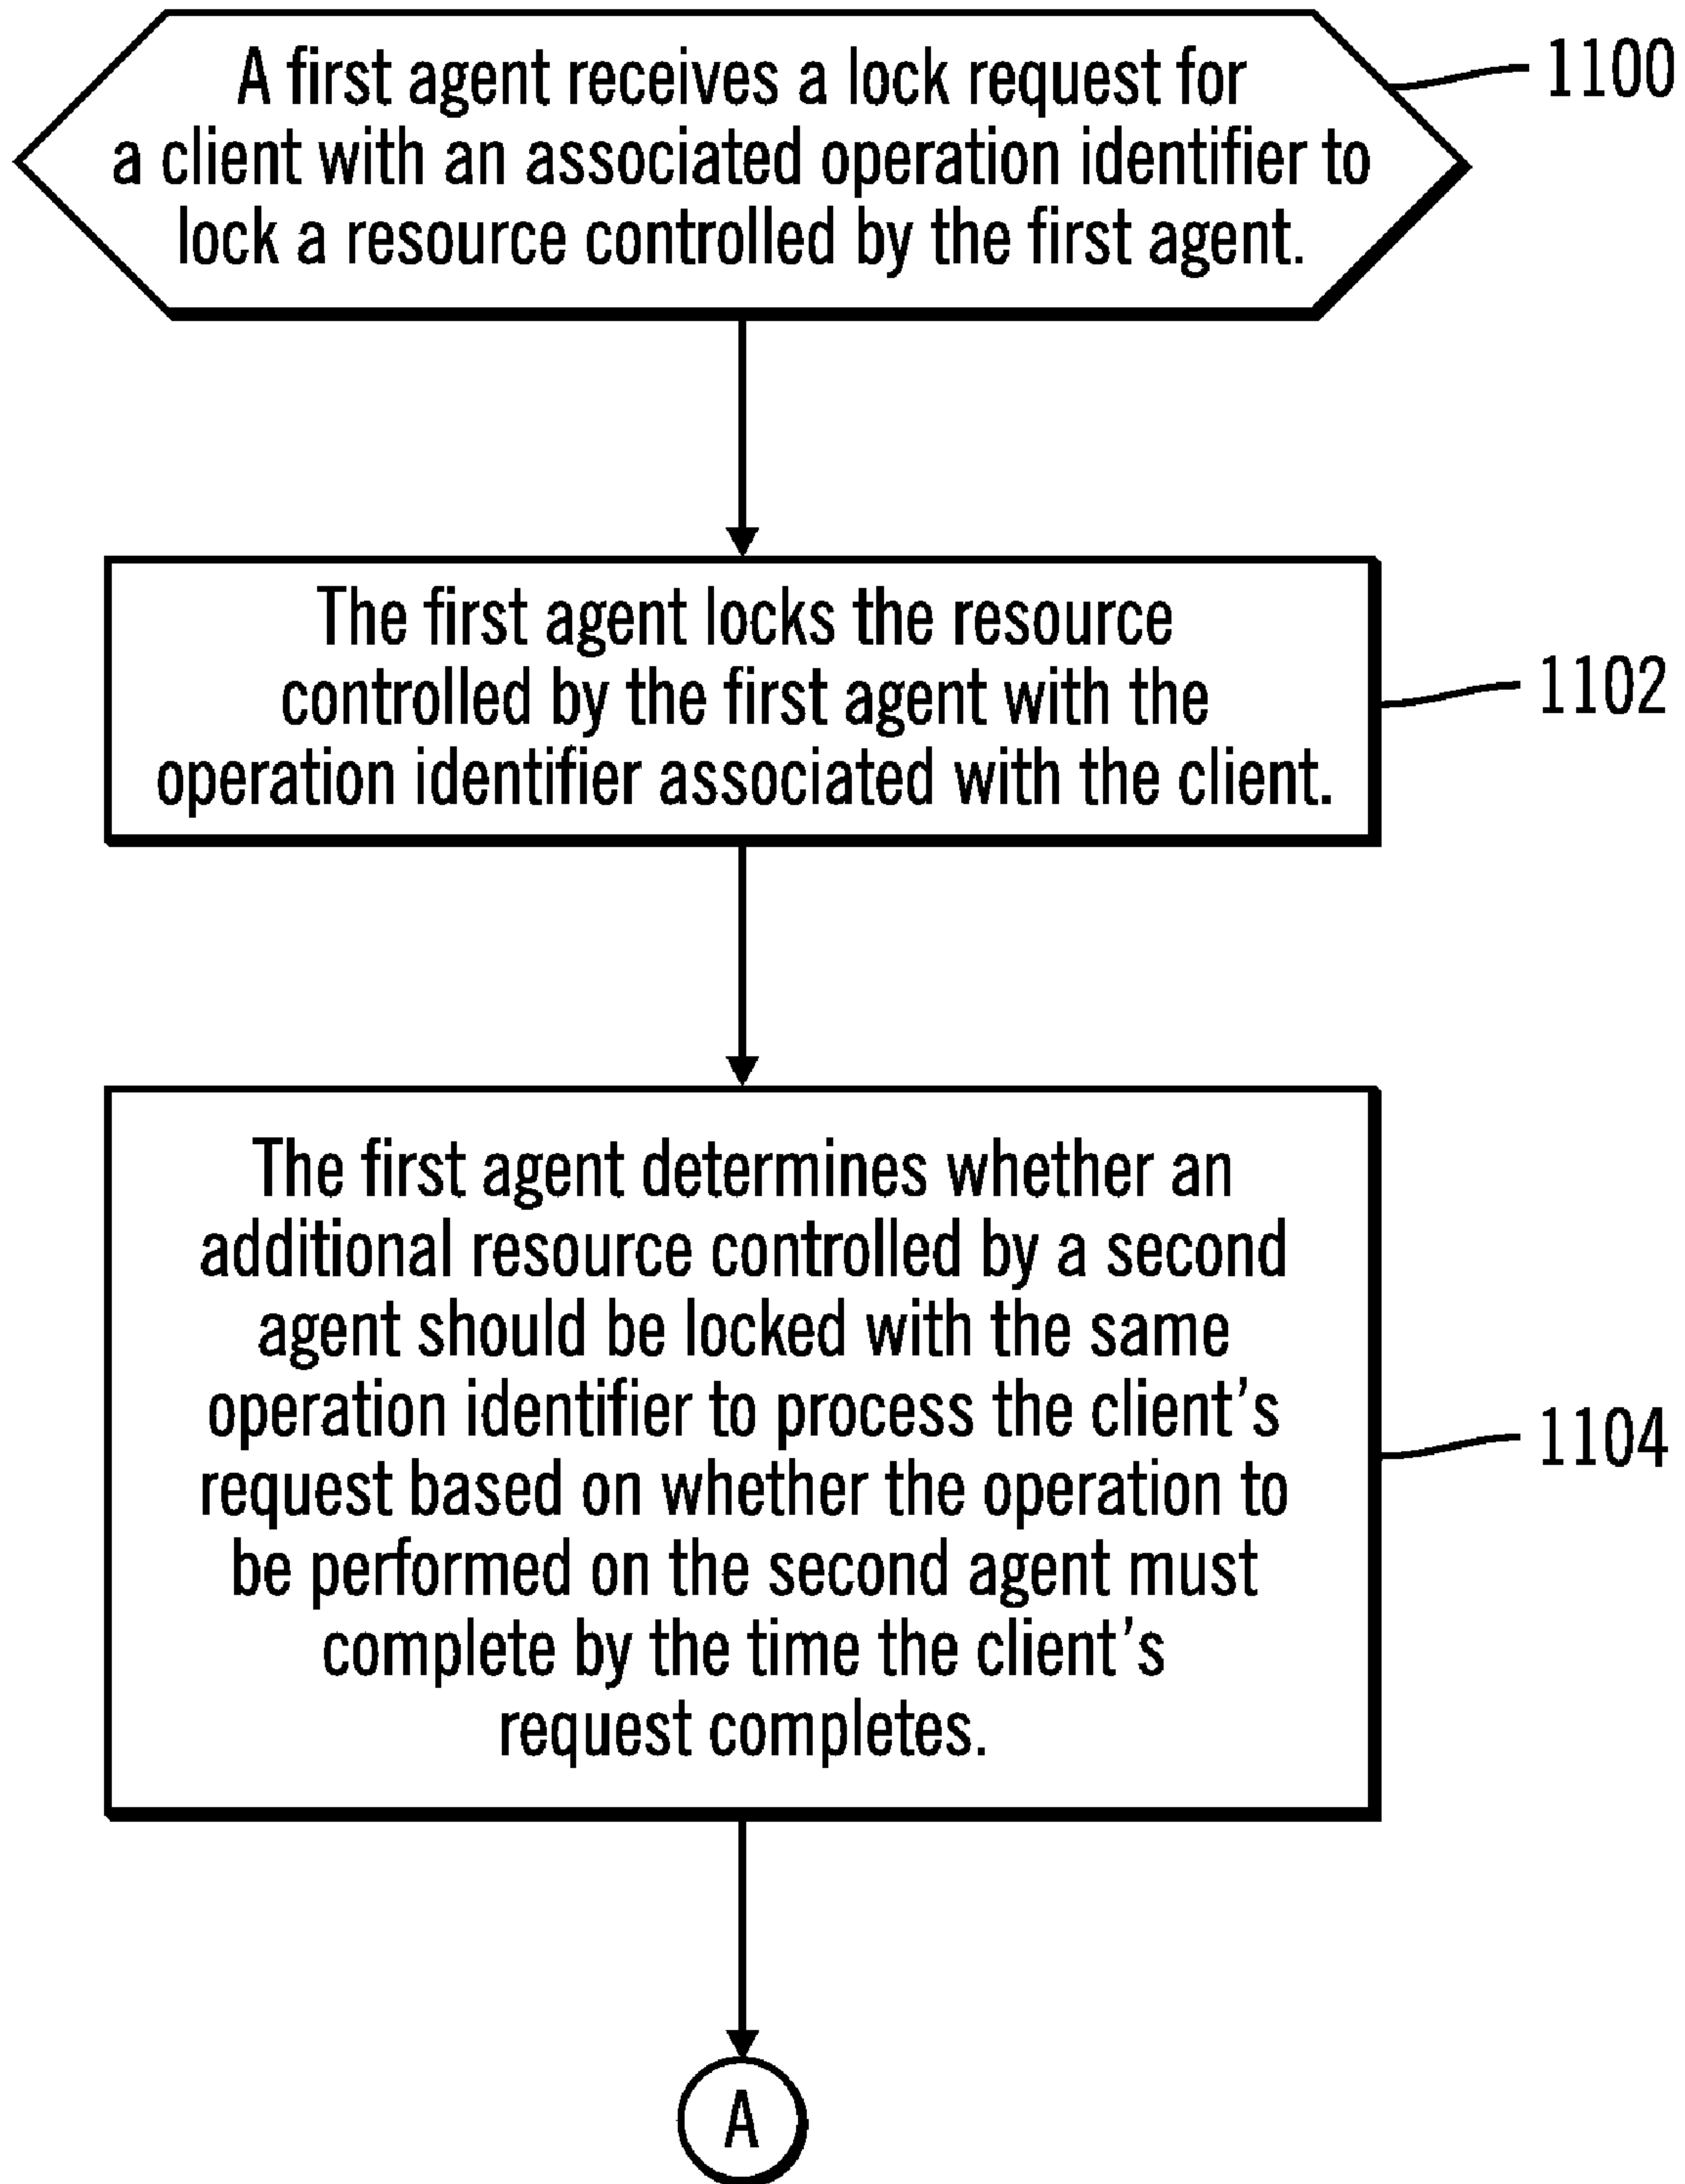 A first agent receives a lock request for
a client with an associated operation identifier to
lock a resource controlled by the first agent.
1100
The first agent locks the resource
controlled by the first agent with the
operation identifier associated with the client.
1102
The first agent determines whether an
additional resource controlled by a second
agent should be locked with the same
operation identifier to process the client's
request based on whether the operation to
be performed on the second agent must
complete by the time the client's
request completes.
1104
A